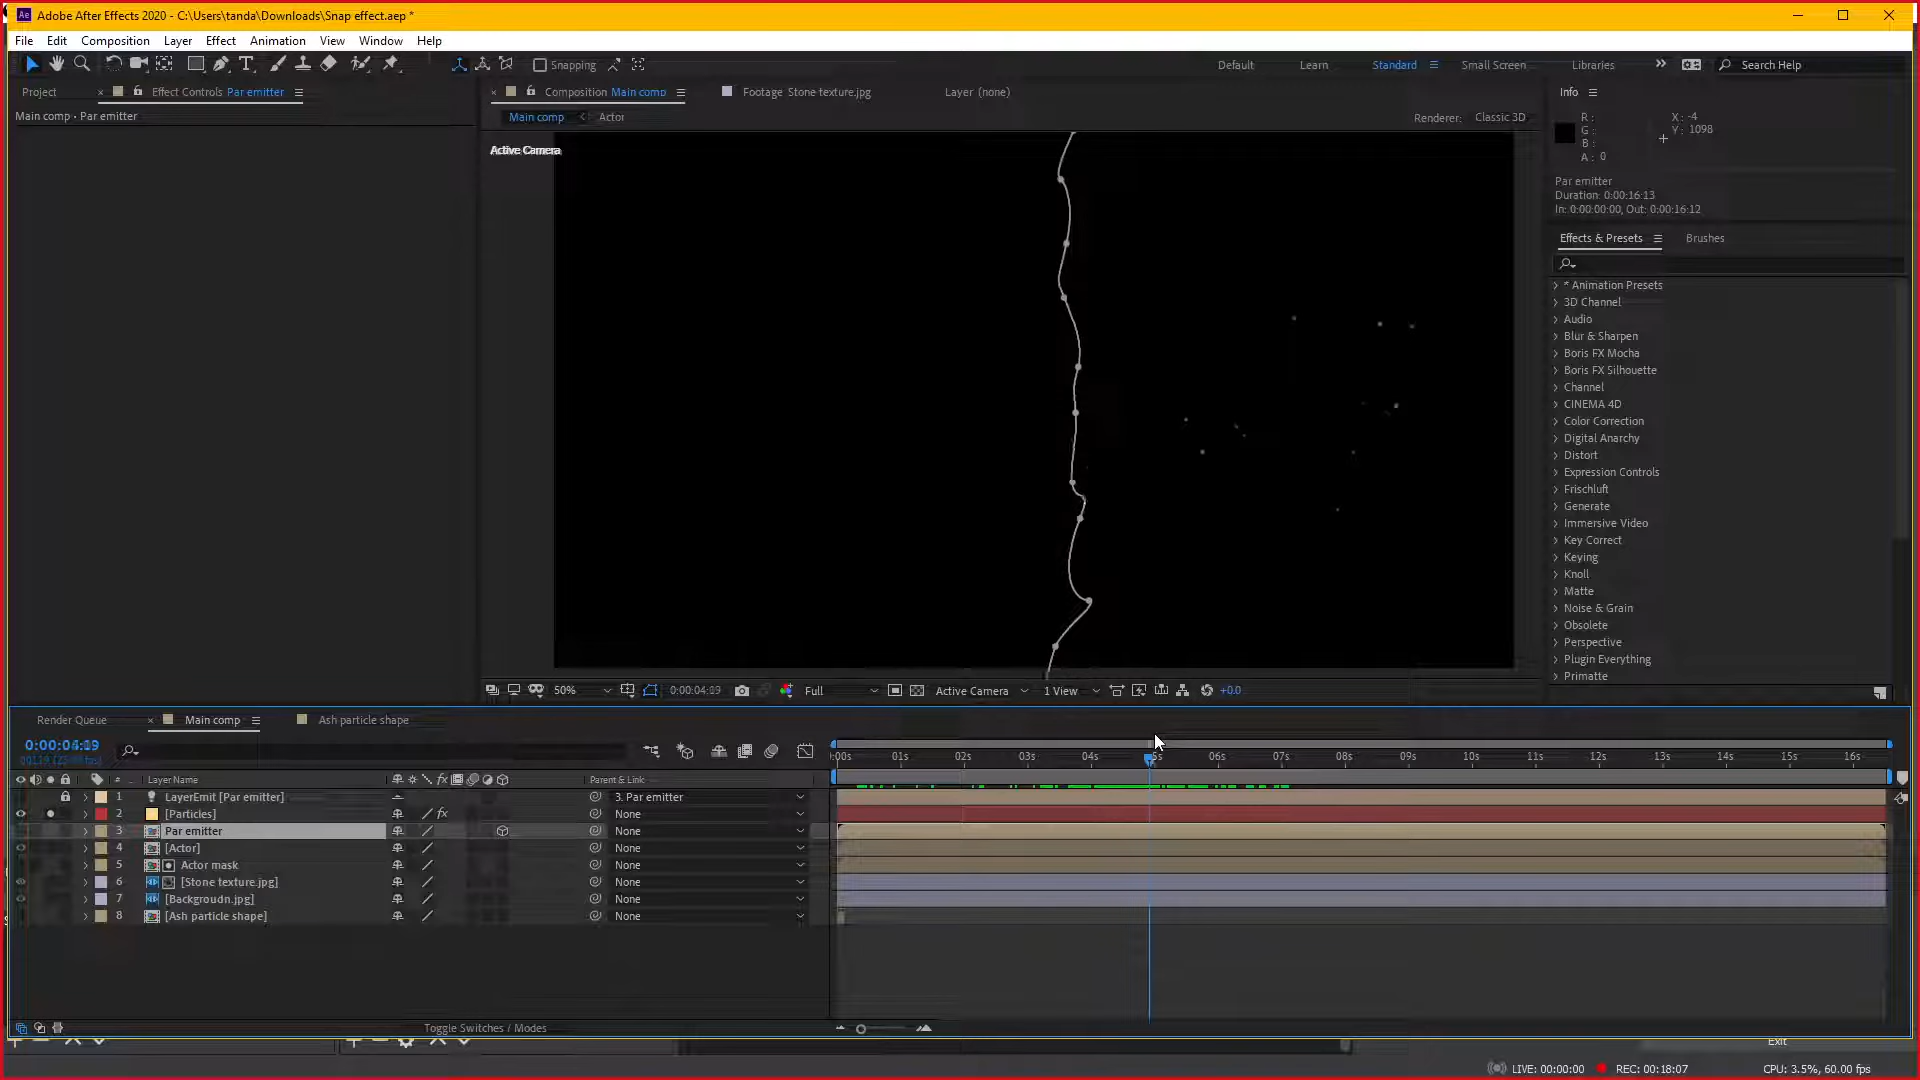 Adobe After Effects 2020 - C:\Users\tanda\Downloads\Snap effect.aep *
File Edit Composition Layer Effect Animation View Window Help
Snapping
Default Learn Standard Small Screen Libraries Search Help
Project Effect Controls Par emitter
Main comp • Par emitter
Composition Main comp Footage Stone texture.jpg Layer (none)
Main comp Actor
Renderer: Classic 3D
Active Camera
Info
R :
G :
B :
A : 0
X : -4
Y : 1098
Par emitter
Duration: 0:00:16:13
In: 0:00:00:00, Out: 0:00:16:12
Effects & Presets Brushes
* Animation Presets
3D Channel
Audio
Blur & Sharpen
Boris FX Mocha
Boris FX Silhouette
Channel
CINEMA 4D
Color Correction
Digital Anarchy
Distort
Expression Controls
Frischluft
Generate
Immersive Video
Key Correct
Keying
Knoll
Matte
Noise & Grain
Obsolete
Perspective
Plugin Everything
Primatte
50% Full Active Camera 1 View +0.0
Render Queue Main comp Ash particle shape
:00s 01s 02s 03s 04s 5s 06s 07s 08s 09s 10s 11s 12s 13s 14s 15s 16s
# Layer Name Parent & Link
1 LayerEmit [Par emitter] 3. Par emitter
2 [Particles] None
3 Par emitter None
4 [Actor] None
5 Actor mask None
6 [Stone texture.jpg] None
7 [Backgroudn.jpg] None
8 [Ash particle shape] None
Toggle Switches / Modes
Exit
LIVE: 00:00:00 REC: 00:18:07 CPU: 3.5%, 60.00 fps